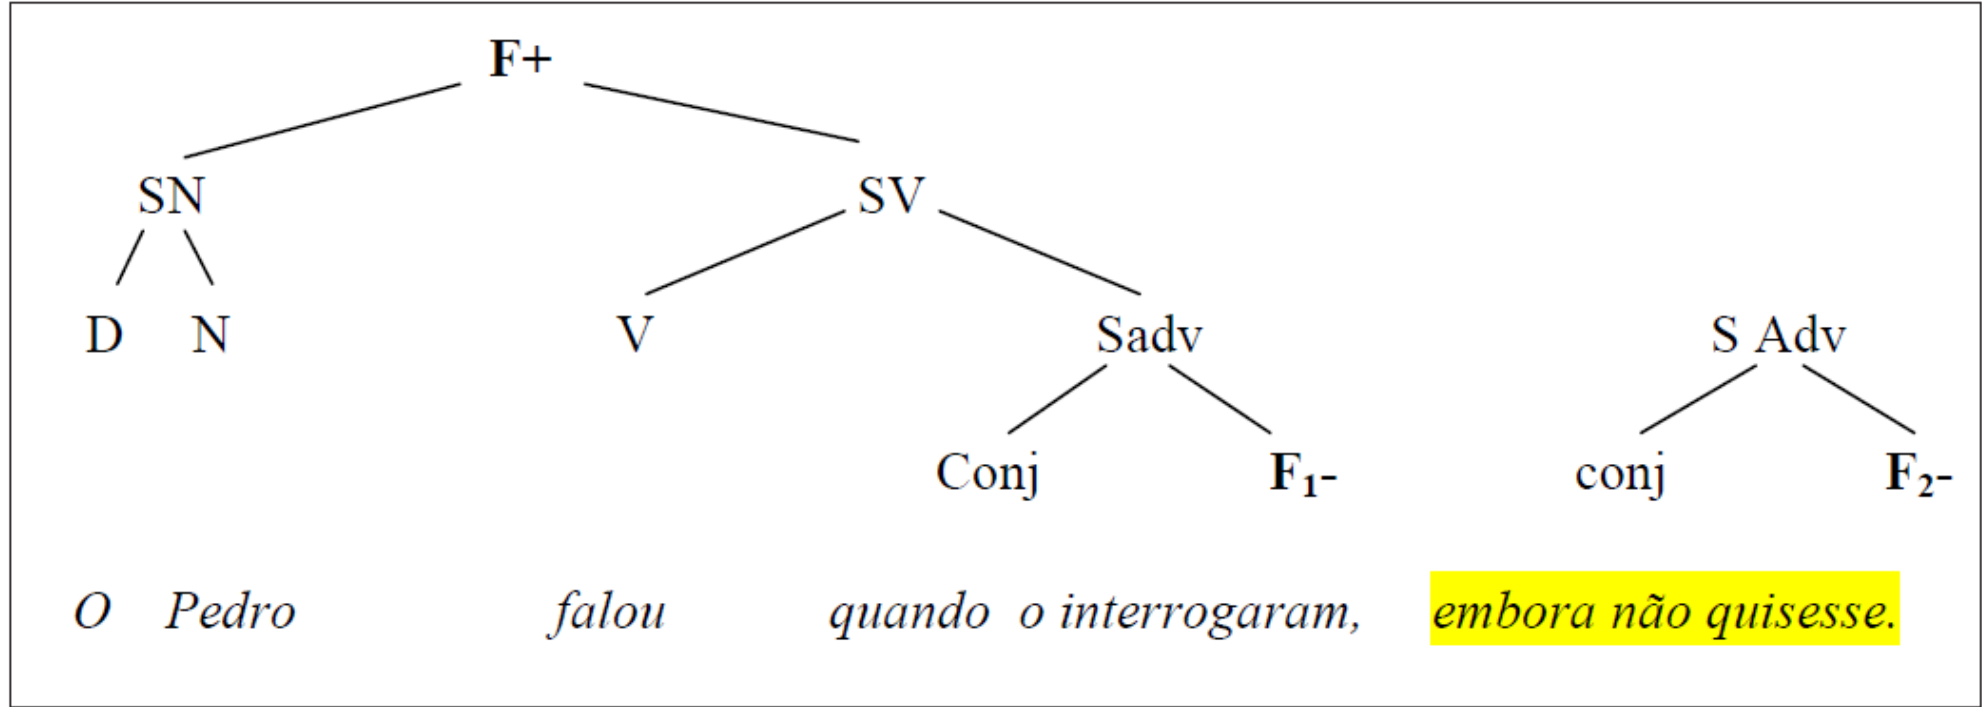 F+
SN SV
D N V Sadv S Adv
Conj F₁- conj F₂-
O Pedro falou quando o interrogaram, embora não quisesse.